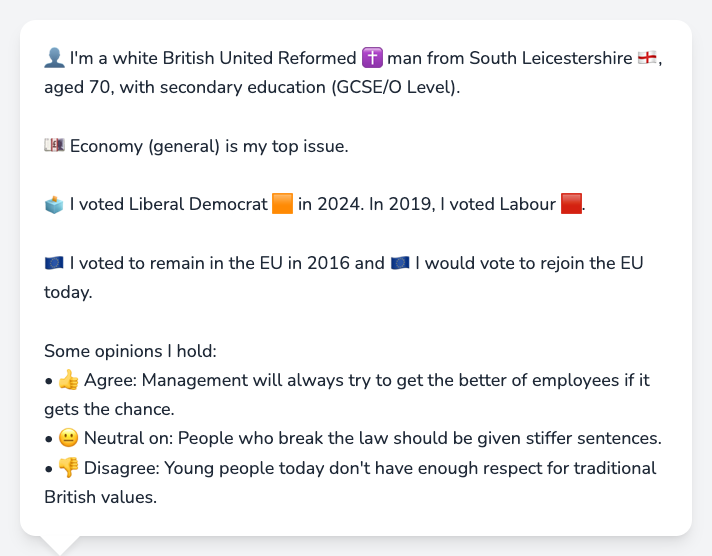 👤 I'm a white British United Reformed ✝️ man from South Leicestershire 🏴󠁧󠁢󠁥󠁮󠁧󠁿,
aged 70, with secondary education (GCSE/O Level).
💷 Economy (general) is my top issue.
🗳️ I voted Liberal Democrat 🟧 in 2024. In 2019, I voted Labour 🟥.
🇪🇺 I voted to remain in the EU in 2016 and 🇪🇺 I would vote to rejoin the EU
today.
Some opinions I hold:
• 👍 Agree: Management will always try to get the better of employees if it
gets the chance.
• 😐 Neutral on: People who break the law should be given stiffer sentences.
• 👎 Disagree: Young people today don't have enough respect for traditional
British values.